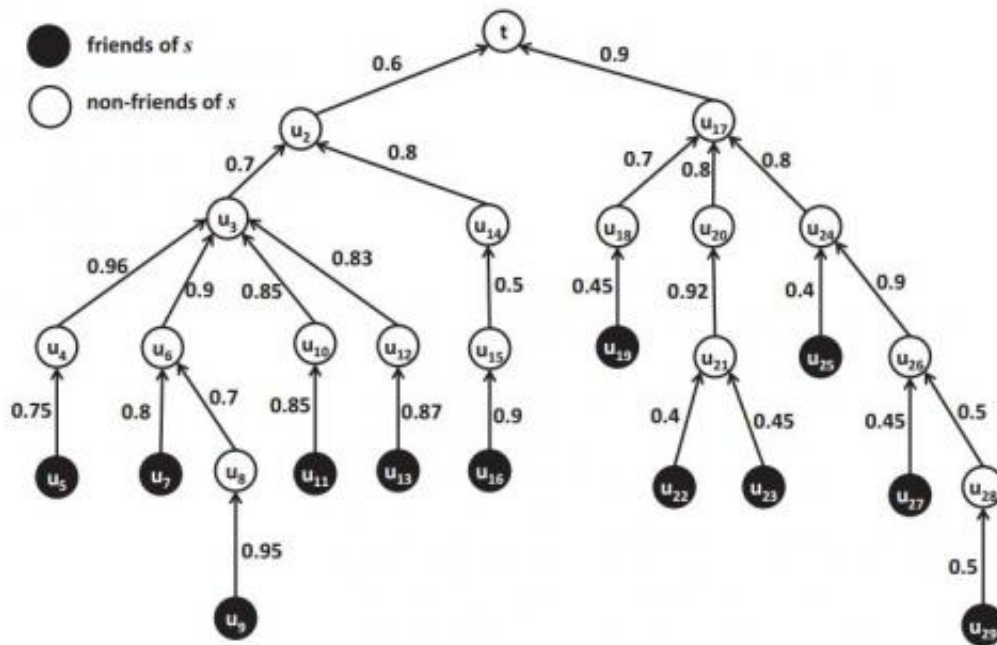 t
friends of s
0.6
0.9
non-friends of s
u2
u17
0.7
0.8
0.7
0.8
0.8
u3
u14
u18
u20
u24
0.96
0.9
0.85
0.83
0.5
0.45
0.92
0.4
0.9
u4
u6
u10
u12
u15
u19
u21
u25
u26
0.75
0.8
0.7
0.85
0.87
0.9
0.4
0.45
0.45
0.5
u5
u7
u8
u11
u13
u16
u22
u23
u27
u28
0.95
0.5
u9
u29